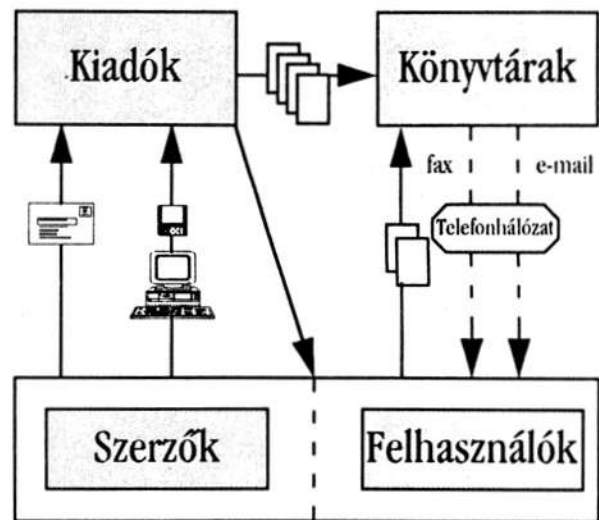 Kiadók
Könyvtárak
fax
e-mail
Telefonhálózat
Szerzők
Felhasználók